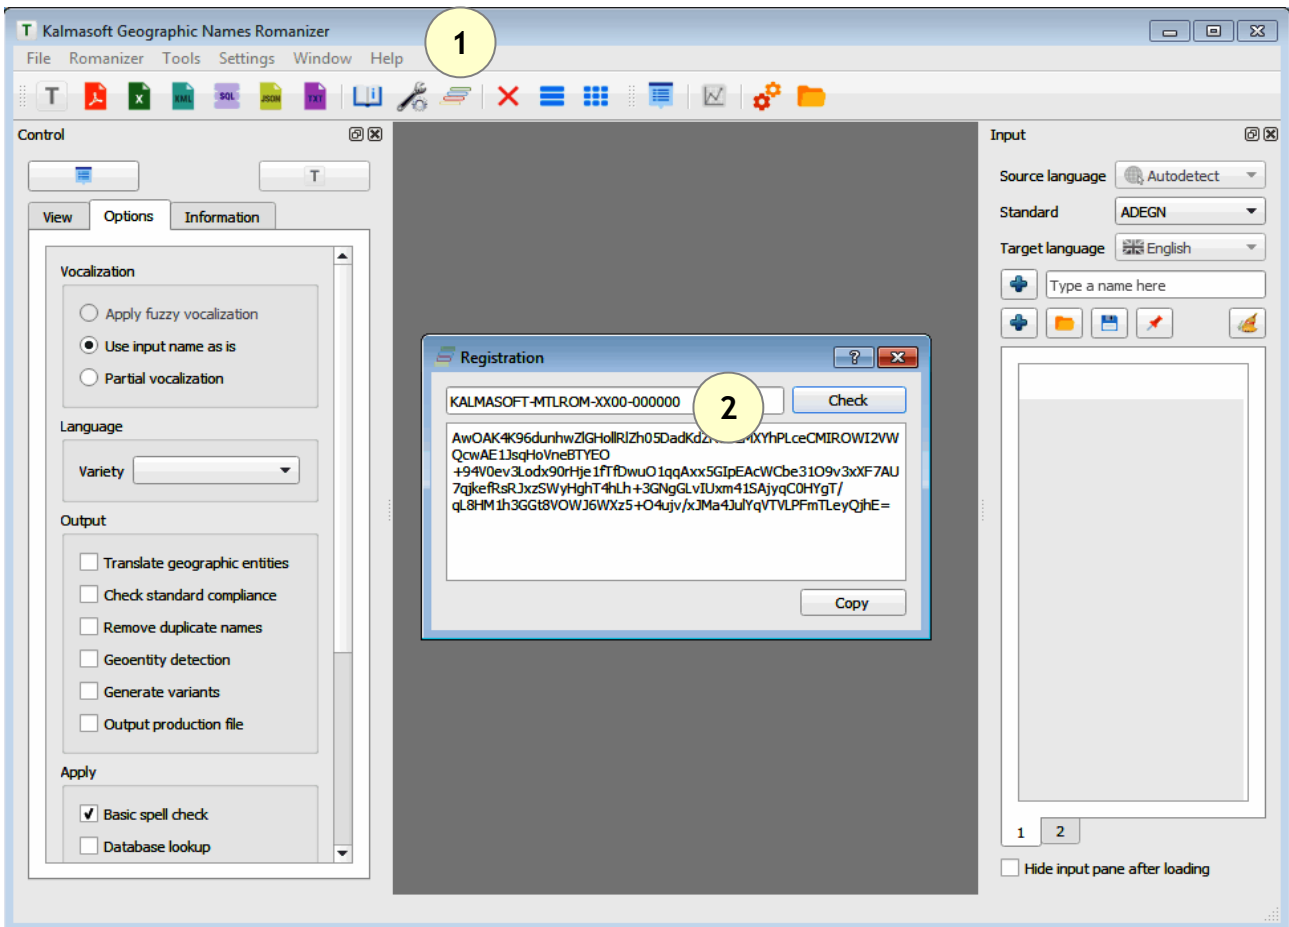 T Kalmasoft Geographic Names Romanizer
1
File Romanizer Tools Settings Window Help
T X XML SQL JSON TXT
Control
Input
T
View Options Information
Vocalization
Apply fuzzy vocalization
Use input name as is
Partial vocalization
Language
Variety
Output
Translate geographic entities
Check standard compliance
Remove duplicate names
Geoentity detection
Generate variants
Output production file
Apply
Basic spell check
Database lookup
Registration
KALMASOFT-MTLROM-XX00-000000
2
Check
QcwAE1JsqHoVneBTYEO
+94V0ev3Lodx90rHje1fTfDwuO1qqAxx5GIpEAcWCbe31O9v3xXF7AU
7qjkefRsRJxzSWyHghT4hLh+3GNgGLvIUxm41SAjyqC0HYgT/
qL8HM1h3GGt8VOWJ6WXz5+O4ujv/xJMa4JulYqVTVLPFmTLeyQjhE=
Copy
Source language Autodetect
Standard ADEGN
Target language English
Type a name here
1 2
Hide input pane after loading